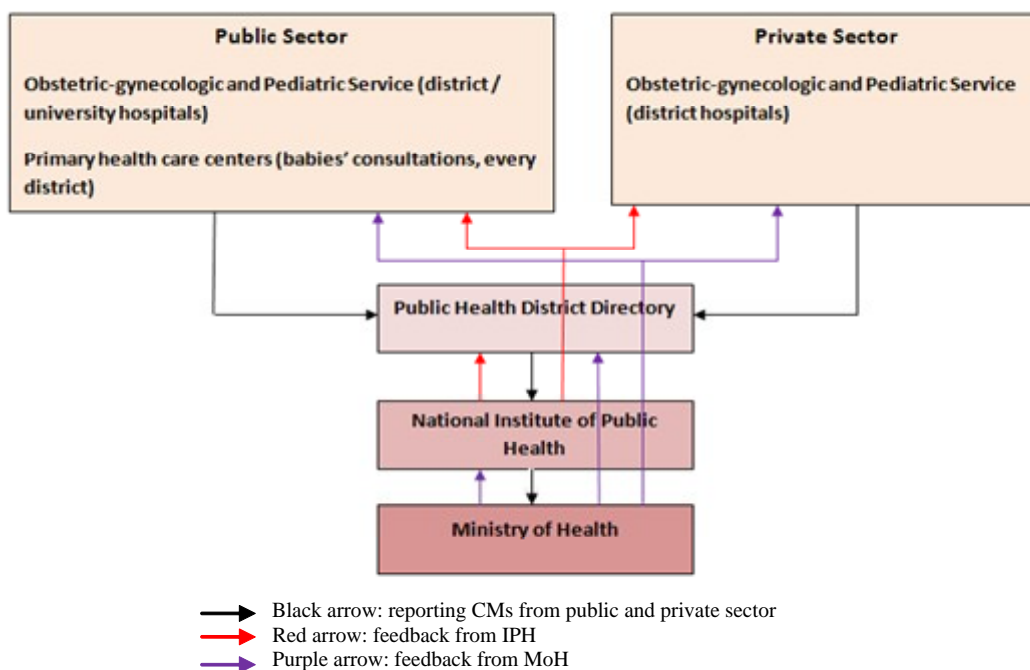 Public Sector
Obstetric-gynecologic and Pediatric Service (district /
university hospitals)
Primary health care centers (babies' consultations, every
district)
Private Sector
Obstetric-gynecologic and Pediatric Service
(district hospitals)
Public Health District Directory
National Institute of Public
Health
Ministry of Health
Black arrow: reporting CMs from public and private sector
Red arrow: feedback from IPH
Purple arrow: feedback from MoH